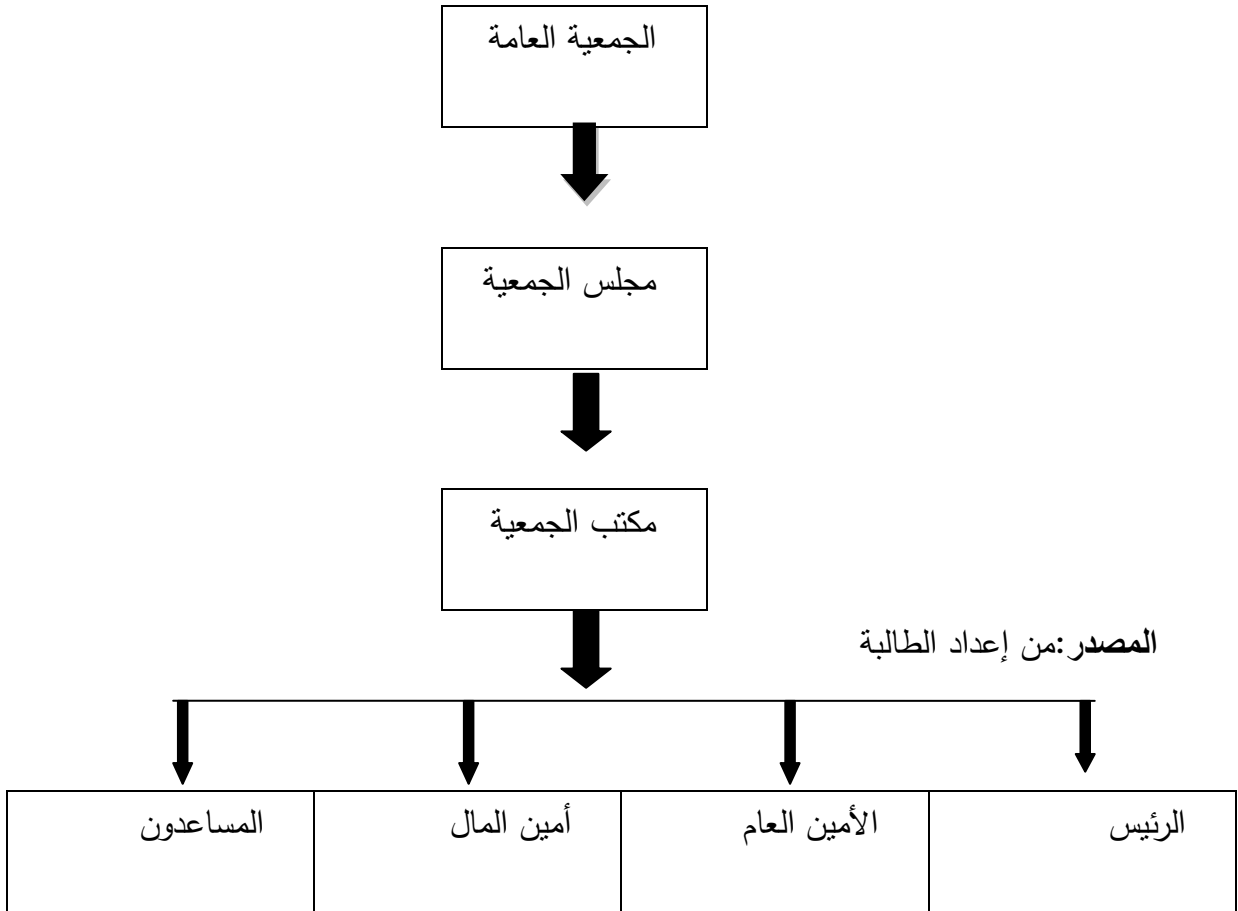 الجمعية العامة
مجلس الجمعية
مكتب الجمعية
المصدر:من إعداد الطالبة
الرئيس
الأمين العام
أمين المال
المساعدون